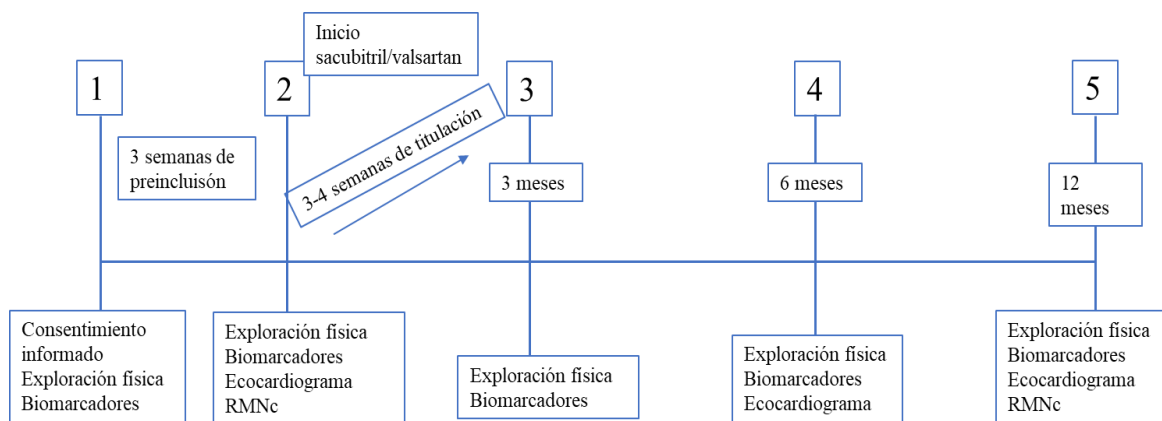 Inicio
sacubitril/valsartan
1
2
3
4
5
3 semanas de
preinclusión
3-4 semanas de titulación
3 meses
6 meses
12
meses
Consentimiento
informado
Exploración física
Biomarcadores
Exploración física
Biomarcadores
Ecocardiograma
RMNc
Exploración física
Biomarcadores
Exploración física
Biomarcadores
Ecocardiograma
Exploración física
Biomarcadores
Ecocardiograma
RMNc